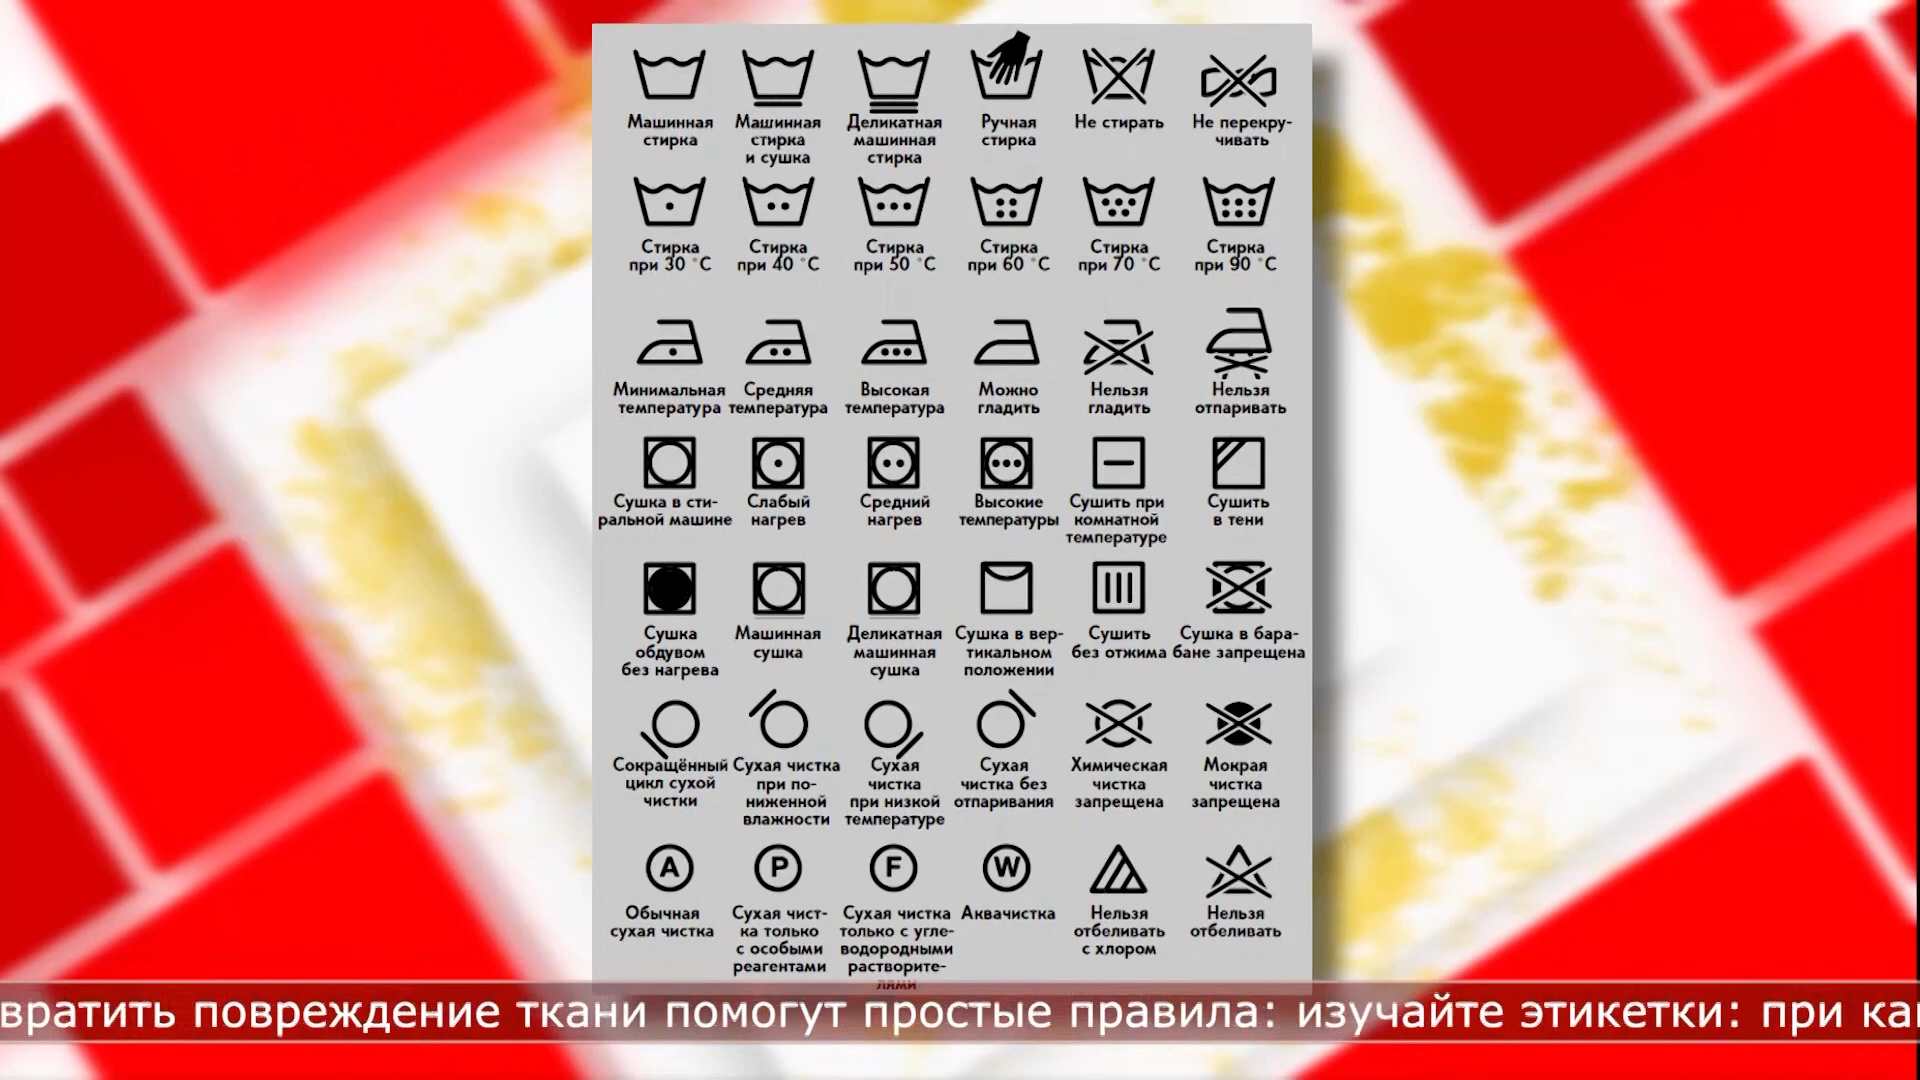 Машинная
стирка
Машинная
стирка
и сушка
Деликатная
машинная
стирка
Ручная
стирка
Не стирать
Не перекру-
чивать
Стирка
при 30 °C
Стирка
при 40 °C
Стирка
при 50 °C
Стирка
при 60 °C
Стирка
при 70 °C
Стирка
при 90 °C
Минимальная
температура
Средняя
температура
Высокая
температура
Можно
гладить
Нельзя
гладить
Нельзя
отпаривать
Сушка в сти-
ральной машине
Слабый
нагрев
Средний
нагрев
Высокие
температуры
Сушить при
комнатной
температуре
Сушить
в тени
Сушка
обдувом
без нагрева
Машинная
сушка
Деликатная
машинная
сушка
Сушка в вер-
тикальном
положении
Сушить
без отжима
Сушка в бара-
бане запрещена
Сокращённый
цикл сухой
чистки
Сухая чистка
при по-
ниженной
влажности
Сухая
чистка
при низкой
температуре
Сухая
чистка без
отпаривания
Химическая
чистка
запрещена
Мокрая
чистка
запрещена
A
Обычная
сухая чистка
P
Сухая чист-
ка только
с особыми
реагентами
F
Сухая чистка
только с угле-
водородными
растворите-
лями
W
Аквачистка
Нельзя
отбеливать
с хлором
Нельзя
отбеливать
вратить повреждение ткани помогут простые правила: изучайте этикетки: при ка